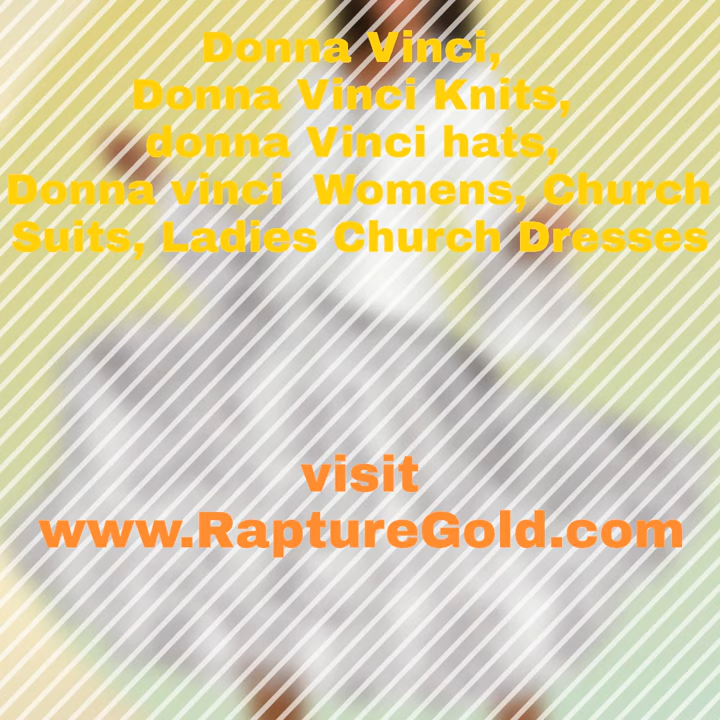 Donna Vinci,
Donna Vinci Knits,
donna Vinci hats,
Donna vinci  Womens, Church
Suits, Ladies Church Dresses
visit
www.RaptureGold.com